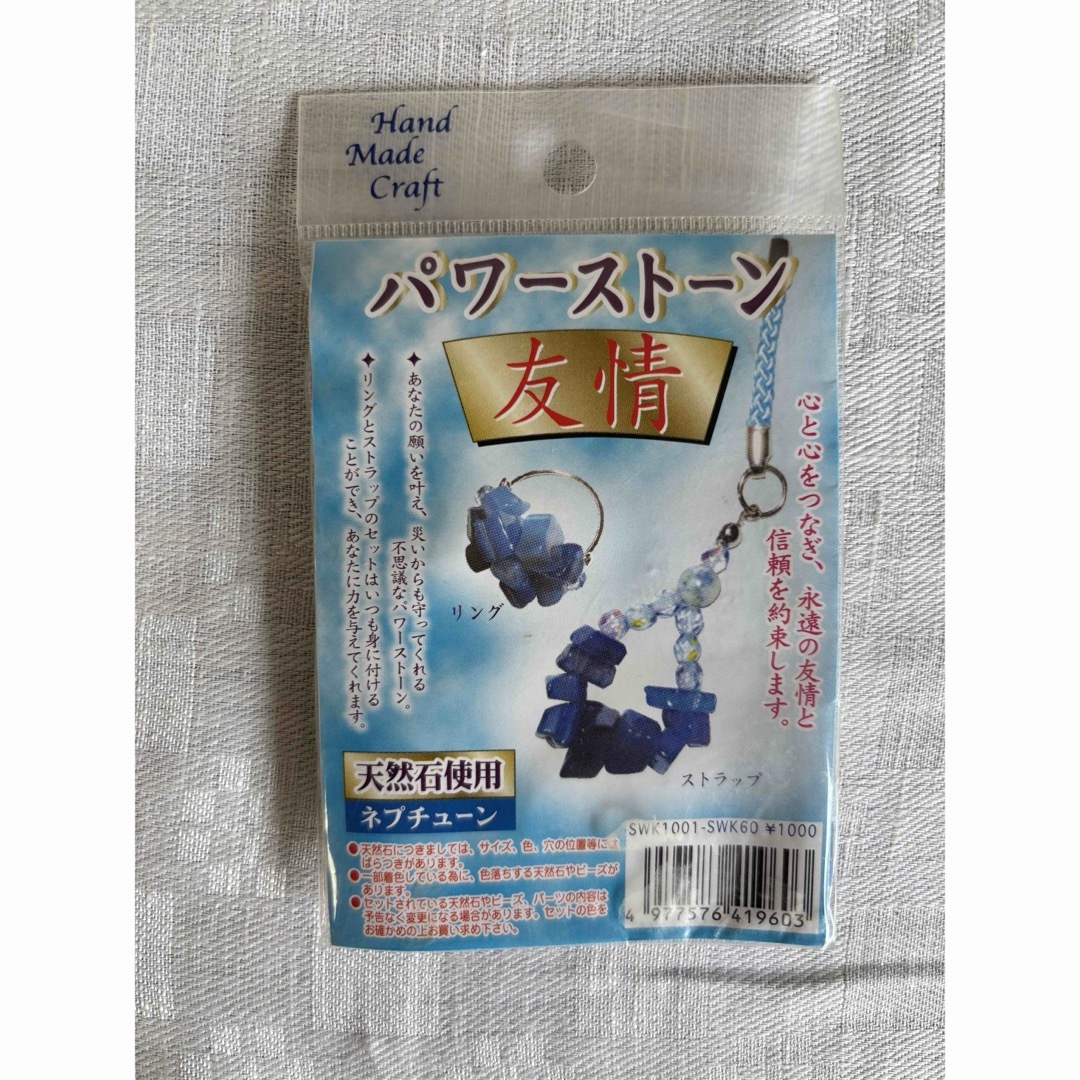 Hand
Made
Craft
パワーストーン
友情
心と心をつなぎ、永遠の友情と
信頼を約束します。
✦あなたの願いを叶え、災いからも守ってくれる
不思議なパワーストーン。
✦リングとストラップのセットはいつも身に付ける
ことができ、あなたに力を与えてくれます。
リング
ストラップ
天然石使用
ネプチューン
●天然石につきましては、サイズ、色、穴の位置等に
ばらつきがあります。
●一部着色している為に、色落ちする天然石やビーズが
あります。
●セットされている天然石やビーズ、パーツの内容は
予告なく変更になる場合があります。セットの色を
お確かめの上お買い求め下さい。
SWK1001-SWK60 ¥1000
4 977576 419603